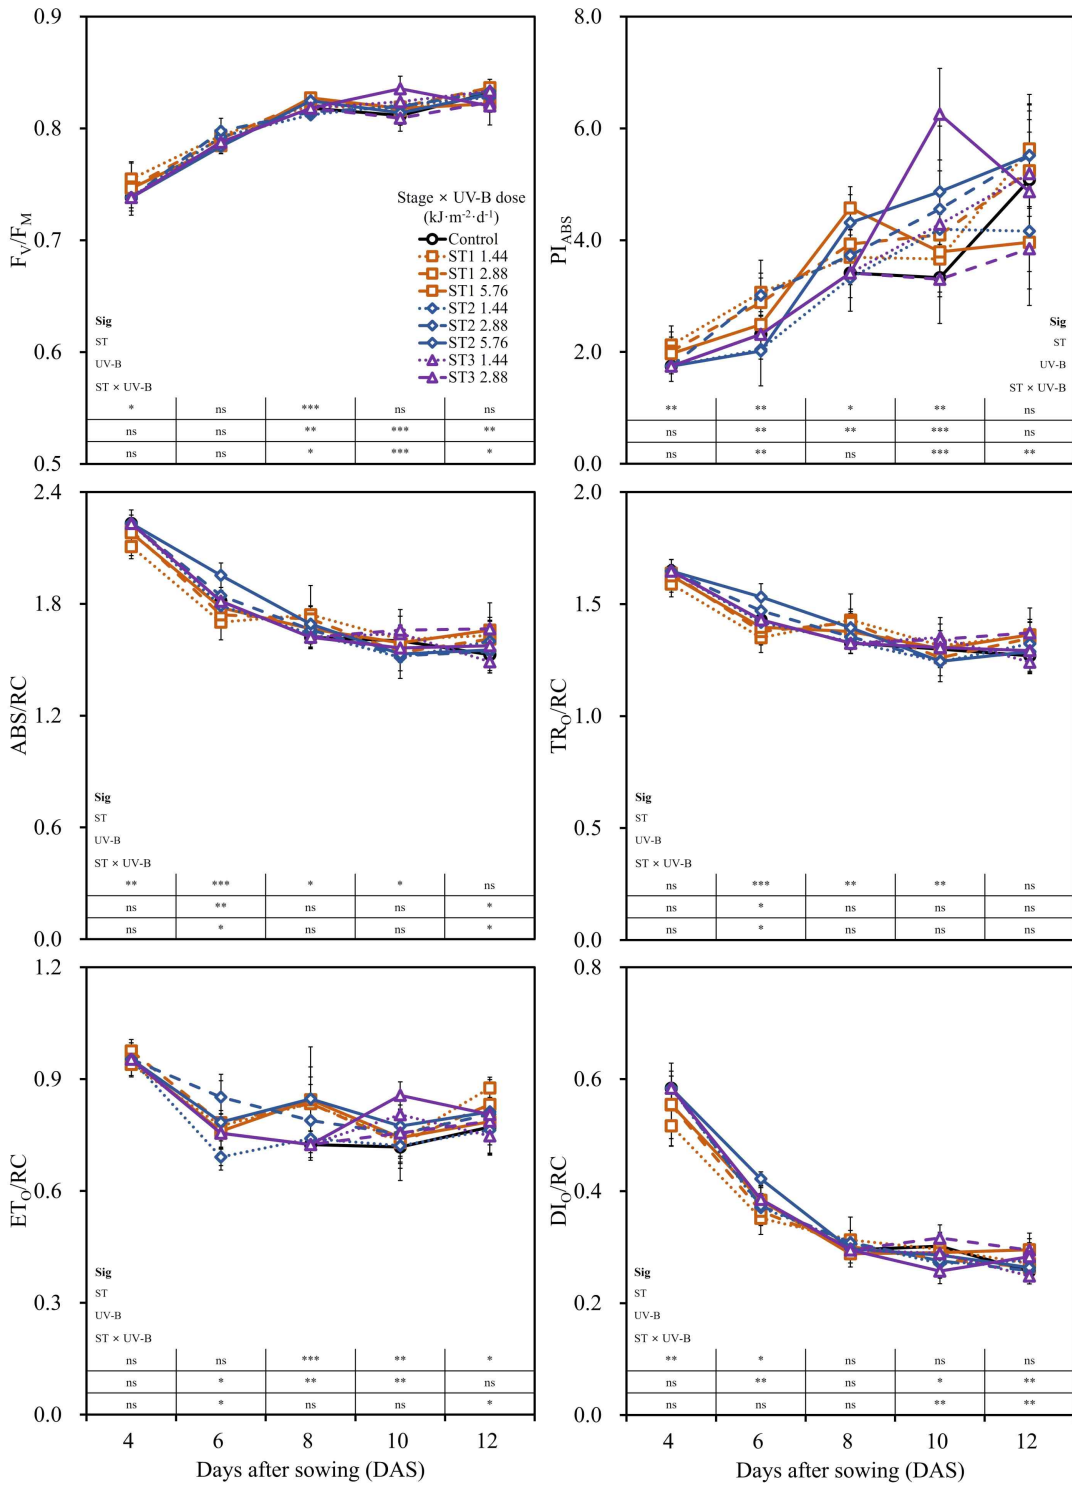 0.9
0.8
0.7
0.6
0.5
F_V/F_M
Stage × UV-B dose
(kJ·m⁻²·d⁻¹)
Control
ST1 1.44
ST1 2.88
ST1 5.76
ST2 1.44
ST2 2.88
ST2 5.76
ST3 1.44
ST3 2.88
Sig
ST
UV-B
ST × UV-B
* ns *** ns ns
ns ns ** *** **
ns ns * *** *
8.0
6.0
4.0
2.0
0.0
PI_ABS
Sig
ST
UV-B
ST × UV-B
** ** * ** ns
ns ** ** *** ns
ns ** ns *** **
2.4
1.8
1.2
0.6
0.0
ABS/RC
Sig
ST
UV-B
ST × UV-B
** *** * * ns
ns ** ns ns *
ns * ns ns *
2.0
1.5
1.0
0.5
0.0
TR_O/RC
Sig
ST
UV-B
ST × UV-B
ns *** ** ** ns
ns * ns ns ns
ns * ns ns ns
1.2
0.9
0.6
0.3
0.0
ET_O/RC
Sig
ST
UV-B
ST × UV-B
ns ns *** ** *
ns * ** ** ns
ns * ns ns *
4 6 8 10 12
Days after sowing (DAS)
0.8
0.6
0.4
0.2
0.0
DI_O/RC
Sig
ST
UV-B
ST × UV-B
** * ns ns ns
ns ** ns * **
ns ns ns ** **
4 6 8 10 12
Days after sowing (DAS)